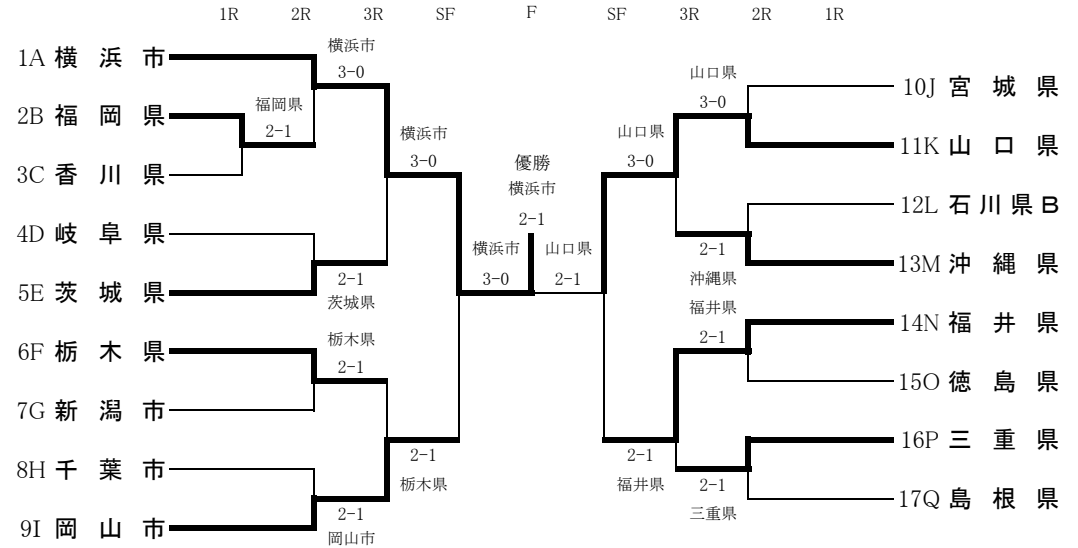 1R 2R 3R SF F SF 3R 2R 1R
1A 横 浜 市
2B 福 岡 県
3C 香 川 県
4D 岐 阜 県
5E 茨 城 県
6F 栃 木 県
7G 新 潟 市
8H 千 葉 市
9I 岡 山 市
福岡県
2-1
横浜市
3-0
2-1
茨城県
栃木県
2-1
2-1
岡山市
横浜市
3-0
2-1
栃木県
横浜市
3-0
優勝
横浜市
2-1
山口県
2-1
山口県
3-0
2-1
福井県
山口県
3-0
2-1
沖縄県
福井県
2-1
2-1
三重県
10J 宮 城 県
11K 山 口 県
12L 石川県B
13M 沖 縄 県
14N 福 井 県
15O 徳 島 県
16P 三 重 県
17Q 島 根 県